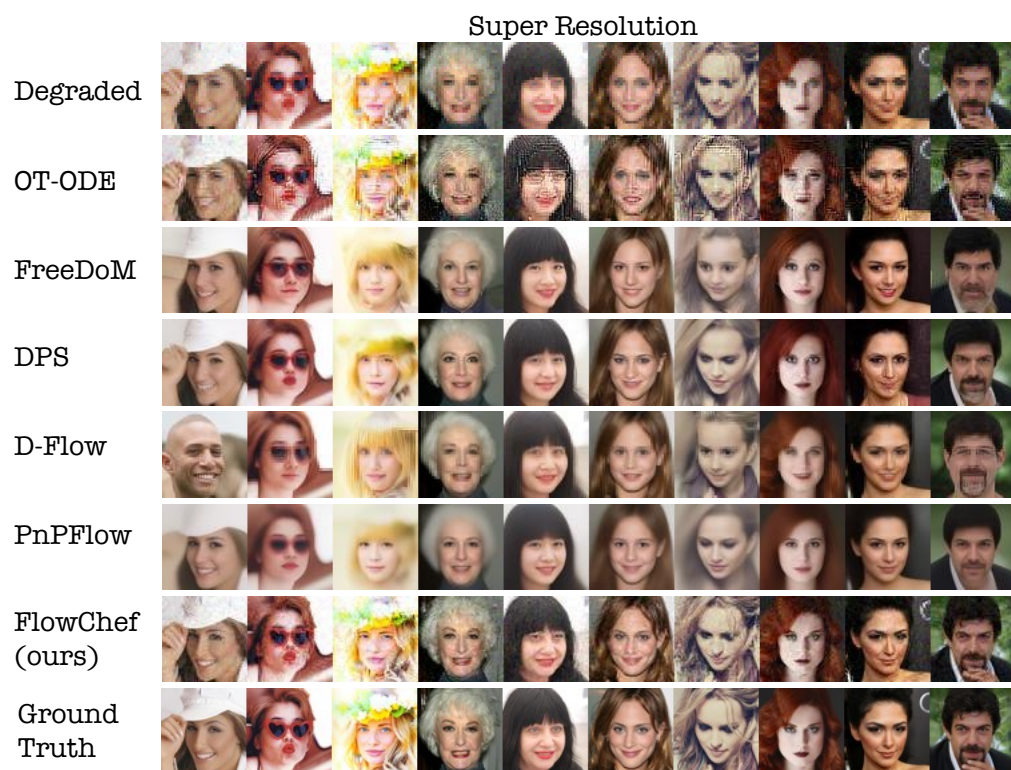 Super Resolution
Degraded
OT-ODE
FreeDoM
DPS
D-Flow
PnPFlow
FlowChef
(ours)
Ground
Truth